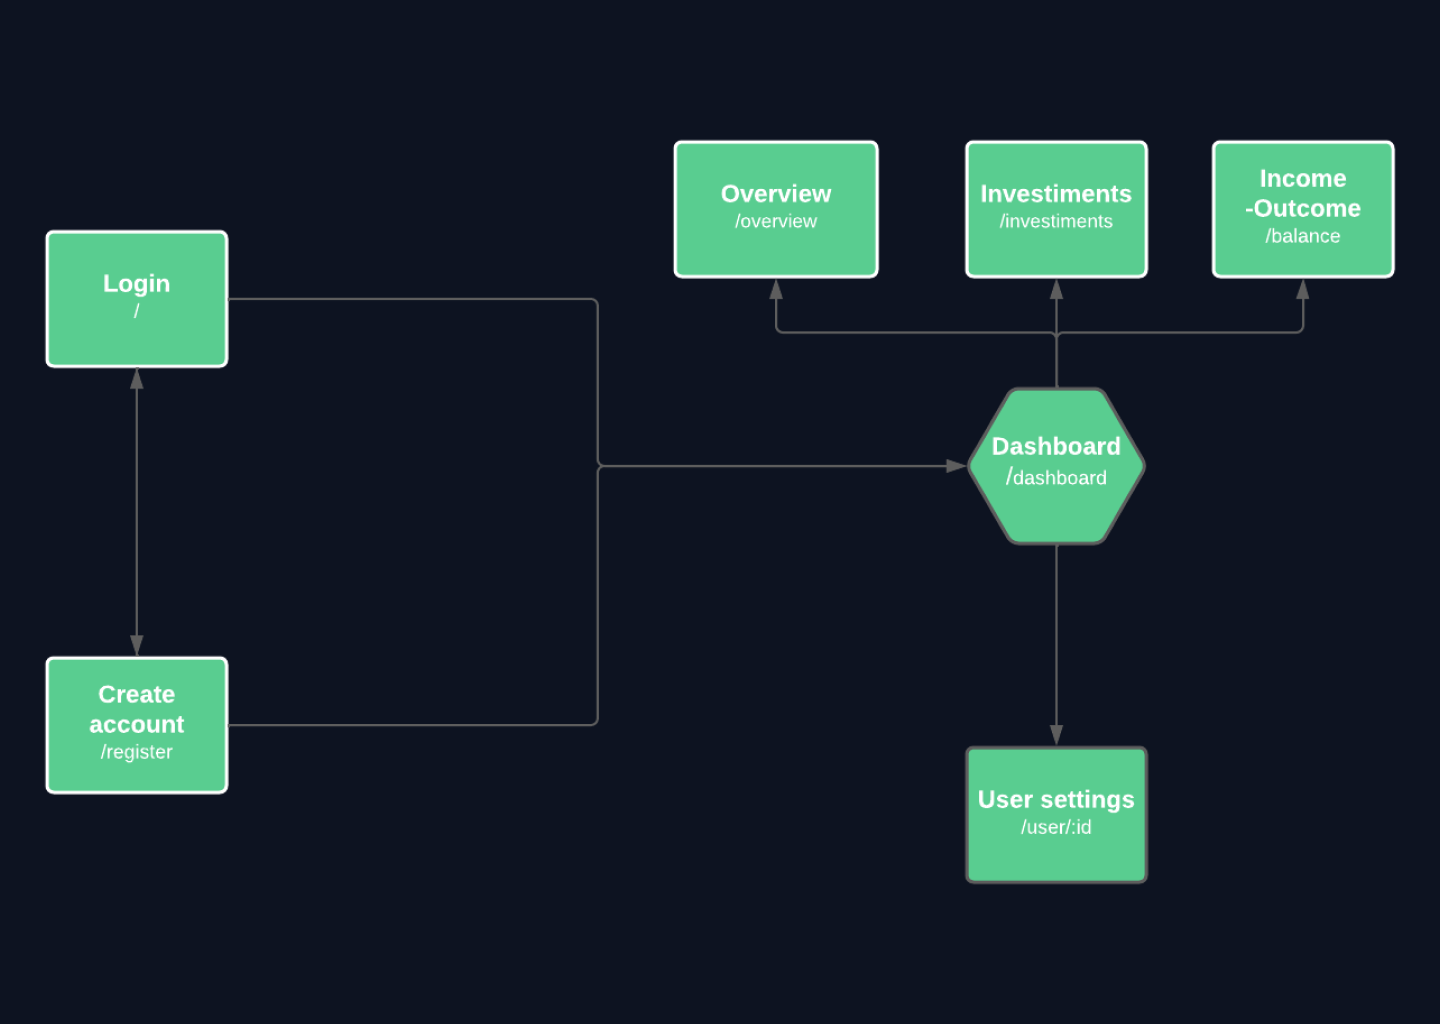 Login
/
Create
account
/register
Overview
/overview
Investiments
/investiments
Income
-Outcome
/balance
Dashboard
/dashboard
User settings
/user/:id